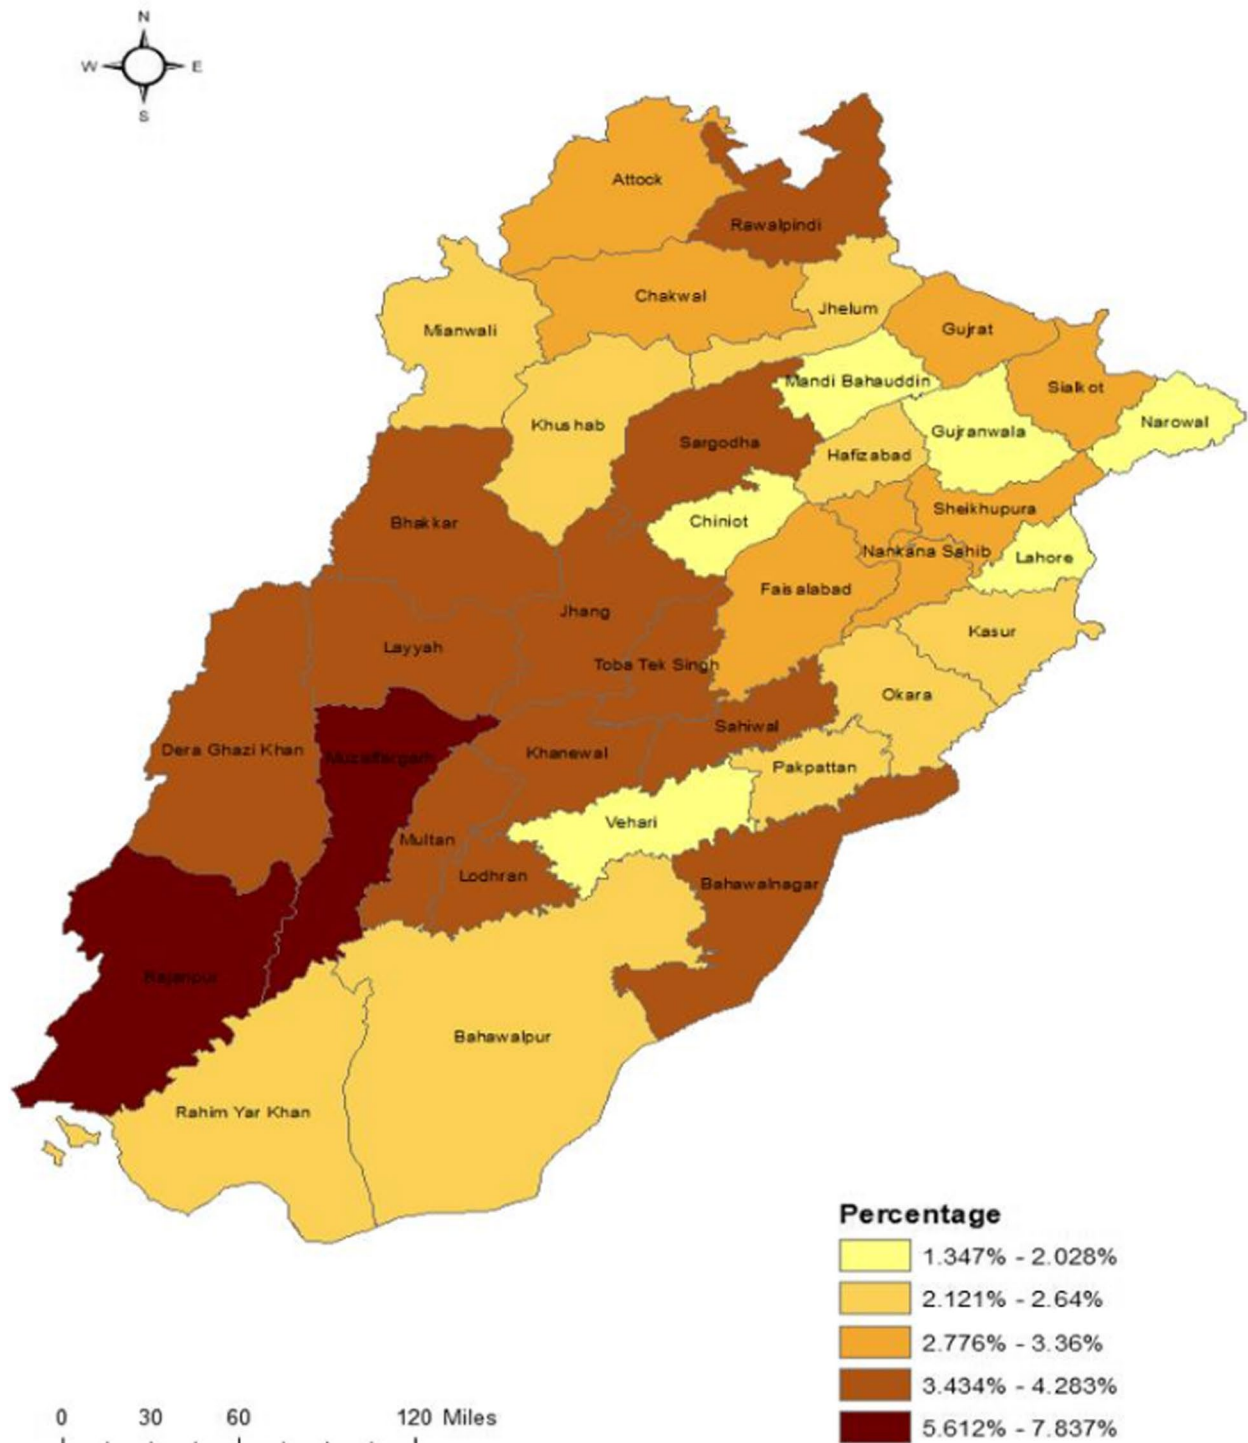 N
W E
S
Attock
Rawalpindi
Chakwal
Jhelum
Mianwali
Gujrat
Mandi Bahauddin
Sialkot
Khushab
Narowal
Gujranwala
Sargodha
Hafizabad
Sheikhupura
Chiniot
Bhakkar
Nankana Sahib
Lahore
Faisalabad
Jhang
Kasur
Layyah
Toba Tek Singh
Okara
Sahiwal
Dera Ghazi Khan
Khanewal
Muzaffargarh
Pakpattan
Vehari
Multan
Lodhran
Bahawalnagar
Rajanpur
Bahawalpur
Rahim Yar Khan
Percentage
1.347% - 2.028%
2.121% - 2.64%
2.776% - 3.36%
3.434% - 4.283%
5.612% - 7.837%
0 30 60 120 Miles